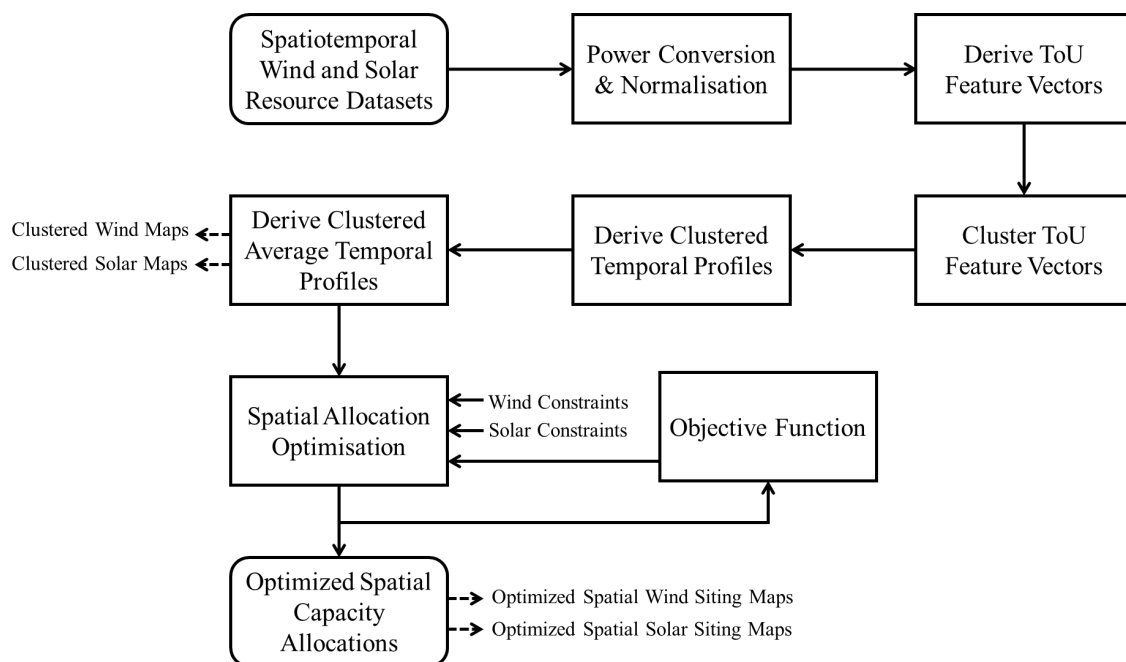 Spatiotemporal
Wind and Solar
Resource Datasets
Power Conversion
& Normalisation
Derive ToU
Feature Vectors
Clustered Wind Maps
Clustered Solar Maps
Derive Clustered
Average Temporal
Profiles
Derive Clustered
Temporal Profiles
Cluster ToU
Feature Vectors
Spatial Allocation
Optimisation
Wind Constraints
Solar Constraints
Objective Function
Optimized Spatial
Capacity
Allocations
Optimized Spatial Wind Siting Maps
Optimized Spatial Solar Siting Maps